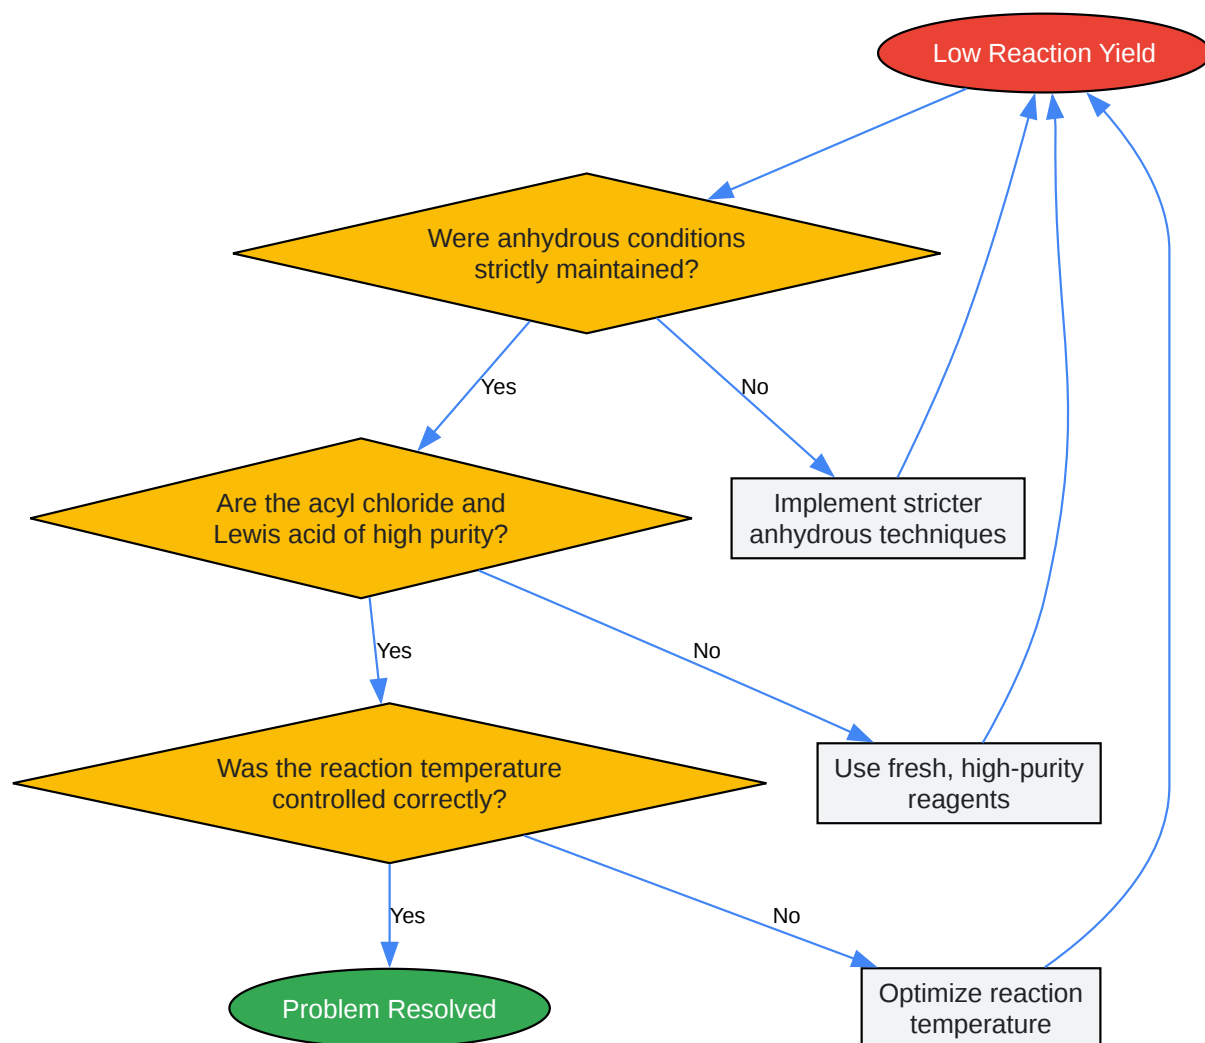 Low Reaction Yield
Were anhydrous conditions
strictly maintained?
Yes
No
Are the acyl chloride and
Lewis acid of high purity?
Implement stricter
anhydrous techniques
Yes
No
Was the reaction temperature
controlled correctly?
Use fresh, high-purity
reagents
Yes
No
Problem Resolved
Optimize reaction
temperature